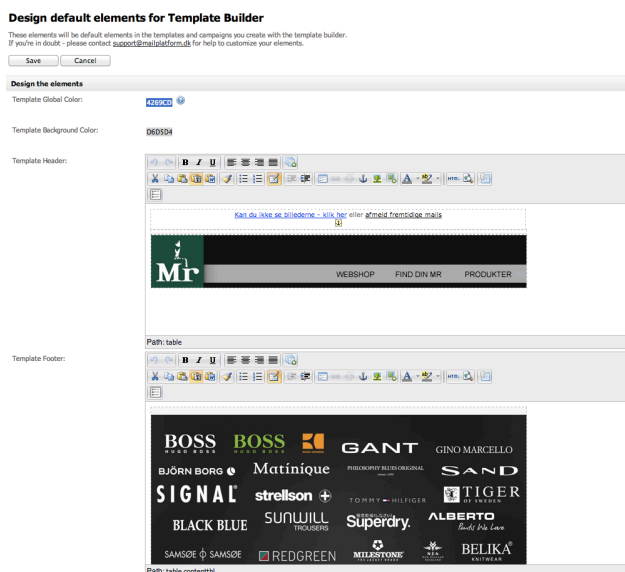 Design default elements for Template Builder
These elements will be default elements in the templates and campaigns you create with the template builder.
If you're in doubt - please contact support@mailplatform.dk for help to customize your elements.
Save Cancel
Design the elements
Template Global Color: 4269CD
Template Background Color: D6D5D4
Template Header:
B I U
HTML
Kan du ikke se billederne - klik her eller afmeld fremtidige mails
Mr
WEBSHOP FIND DIN MR PRODUKTER
Path: table
Template Footer:
B I U
HTML
BOSS BOSS GANT GINO MARCELLO
HUGO BOSS HUGO BOSS
BJÖRN BORG Matinique PHILOSOPHY BLUES ORIGINAL SAND
SIGNAL strellson TOMMY HILFIGER TIGER
OF SWEDEN
BLACK BLUE SUNWILL Superdry. ALBERTO
TROUSERS Pants We Love
SAMSØE SAMSØE REDGREEN MILESTONE BELIKA®
KNITWEAR
Path: table.contenttbl